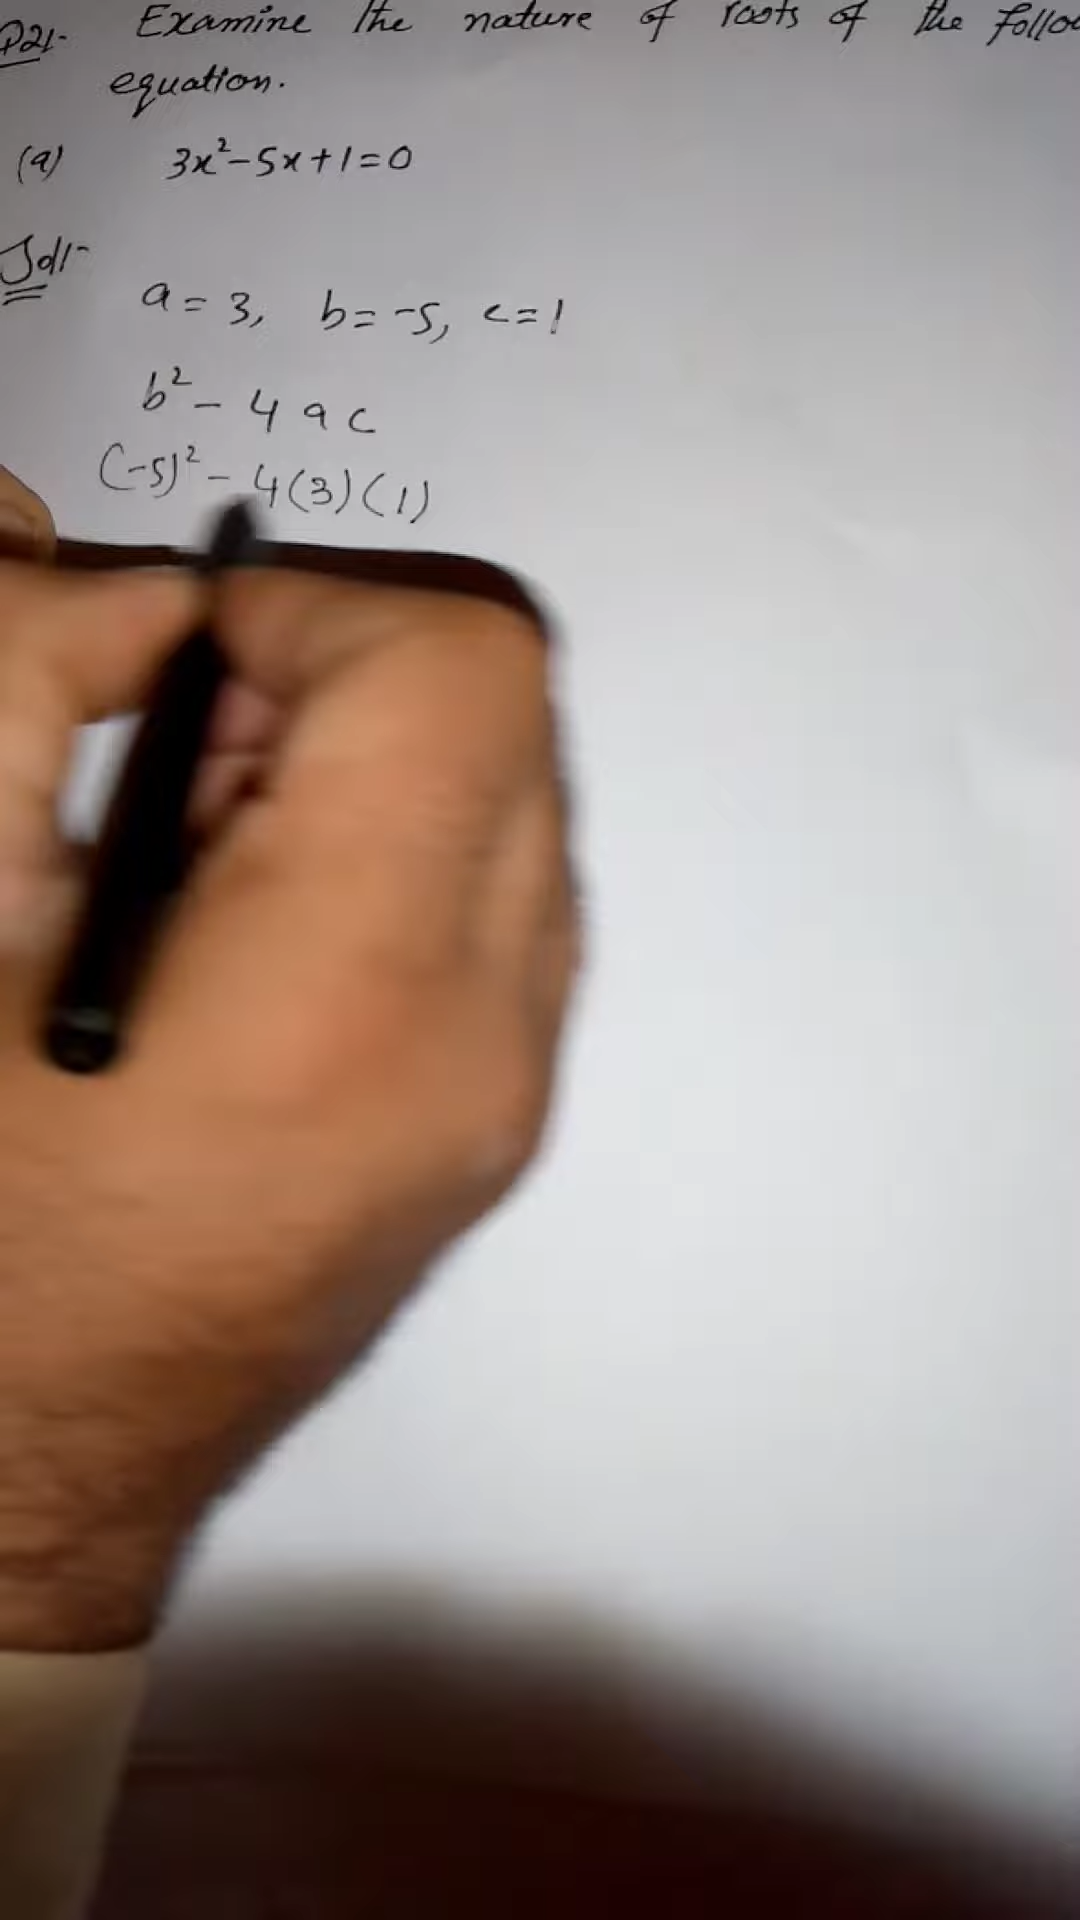 Q21- Examine the nature of roots of the follow
equation.
(a) 3x²-5x+1=0
Sol-
a=3, b=-5, c=1
b²-4ac
(-5)²-4(3)(1)